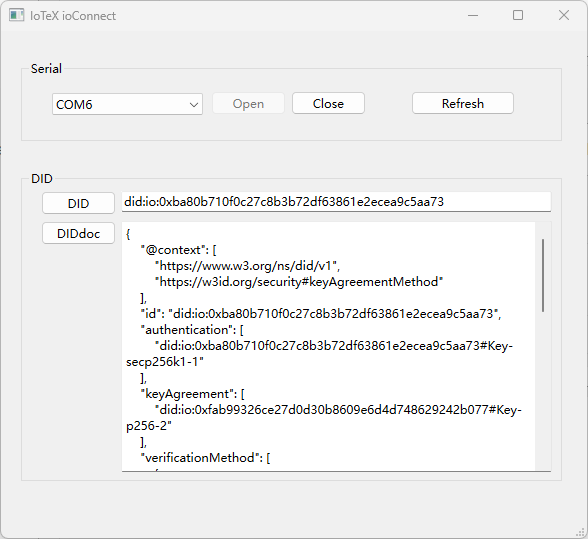 IoTeX ioConnect
Serial
COM6
Open
Close
Refresh
DID
DID
did:io:0xba80b710f0c27c8b3b72df63861e2ecea9c5aa73
DIDdoc
{
"@context": [
"https://www.w3.org/ns/did/v1",
"https://w3id.org/security#keyAgreementMethod"
],
"id": "did:io:0xba80b710f0c27c8b3b72df63861e2ecea9c5aa73",
"authentication": [
"did:io:0xba80b710f0c27c8b3b72df63861e2ecea9c5aa73#Key-
secp256k1-1"
],
"keyAgreement": [
"did:io:0xfab99326ce27d0d30b8609e6d4d748629242b077#Key-
p256-2"
],
"verificationMethod": [